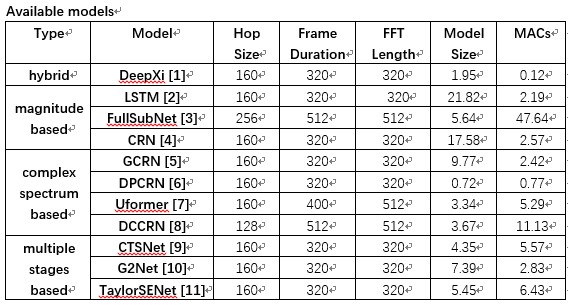 Available models
Type Model Hop Size Frame Duration FFT Length Model Size MACs
hybrid DeepXi [1] 160 320 320 1.95 0.12
magnitude based LSTM [2] 160 320 320 21.82 2.19
FullSubNet [3] 256 512 512 5.64 47.64
CRN [4] 160 320 320 17.58 2.57
complex spectrum based GCRN [5] 160 320 320 9.77 2.42
DPCRN [6] 160 320 320 0.72 0.77
Uformer [7] 160 400 512 3.34 5.29
DCCRN [8] 128 512 512 3.67 11.13
multiple stages based CTSNet [9] 160 320 320 4.35 5.57
G2Net [10] 160 320 320 7.39 2.83
TaylorSENet [11] 160 320 320 5.45 6.43